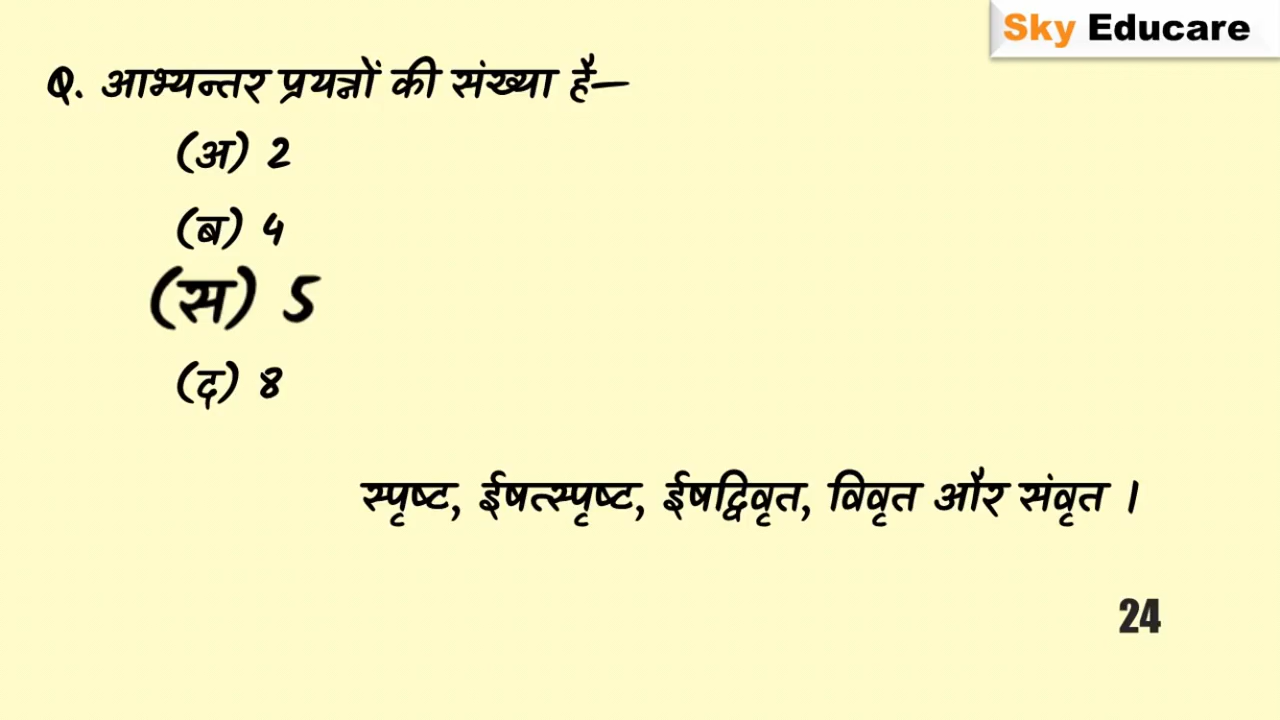 Sky Educare
Q. आभ्यन्तर प्रयत्नों की संख्या है—
(अ) 2
(ब) 4
(स) 5
(द) 8
स्पृष्ट, ईषत्स्पृष्ट, ईषद्विवृत, विवृत और संवृत ।
24